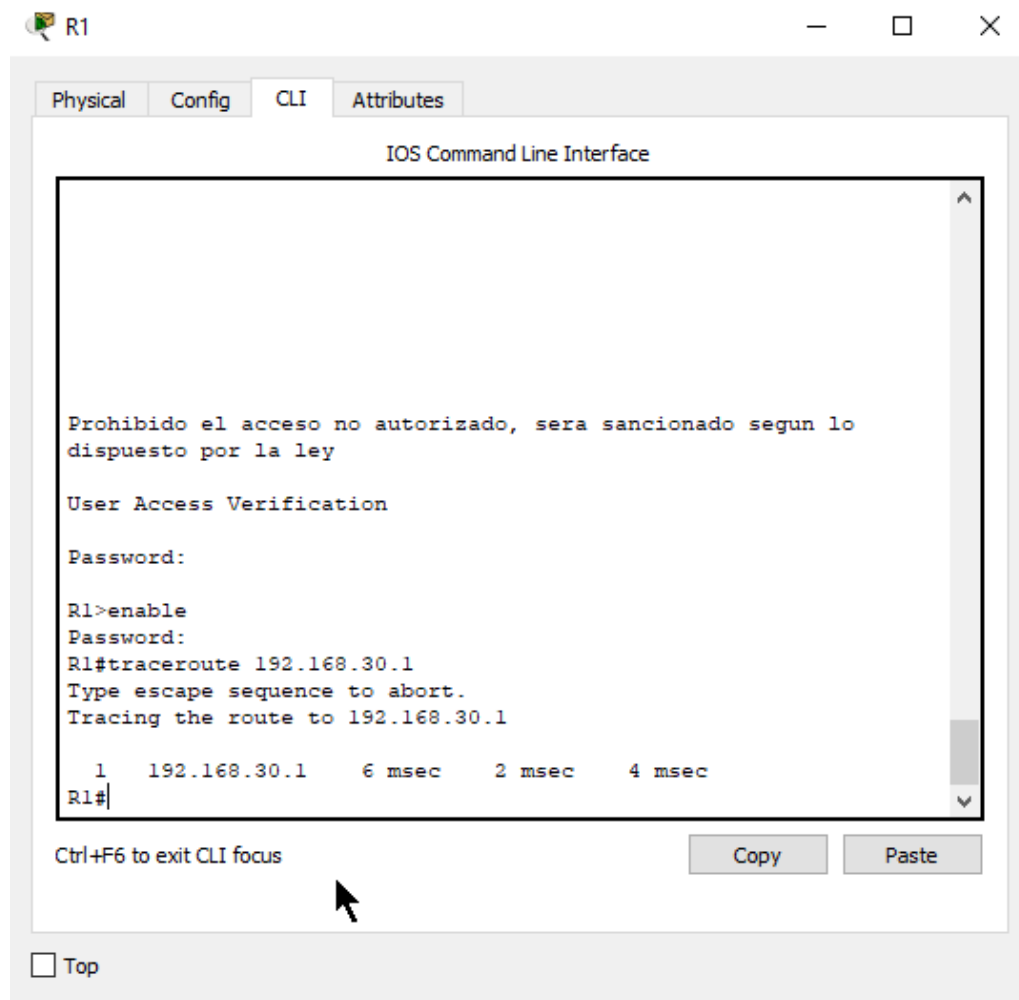 R1
Physical Config CLI Attributes
IOS Command Line Interface
Prohibido el acceso no autorizado, sera sancionado segun lo
dispuesto por la ley
User Access Verification
Password:
R1>enable
Password:
R1#traceroute 192.168.30.1
Type escape sequence to abort.
Tracing the route to 192.168.30.1
1 192.168.30.1 6 msec 2 msec 4 msec
R1#
Ctrl+F6 to exit CLI focus Copy Paste
Top